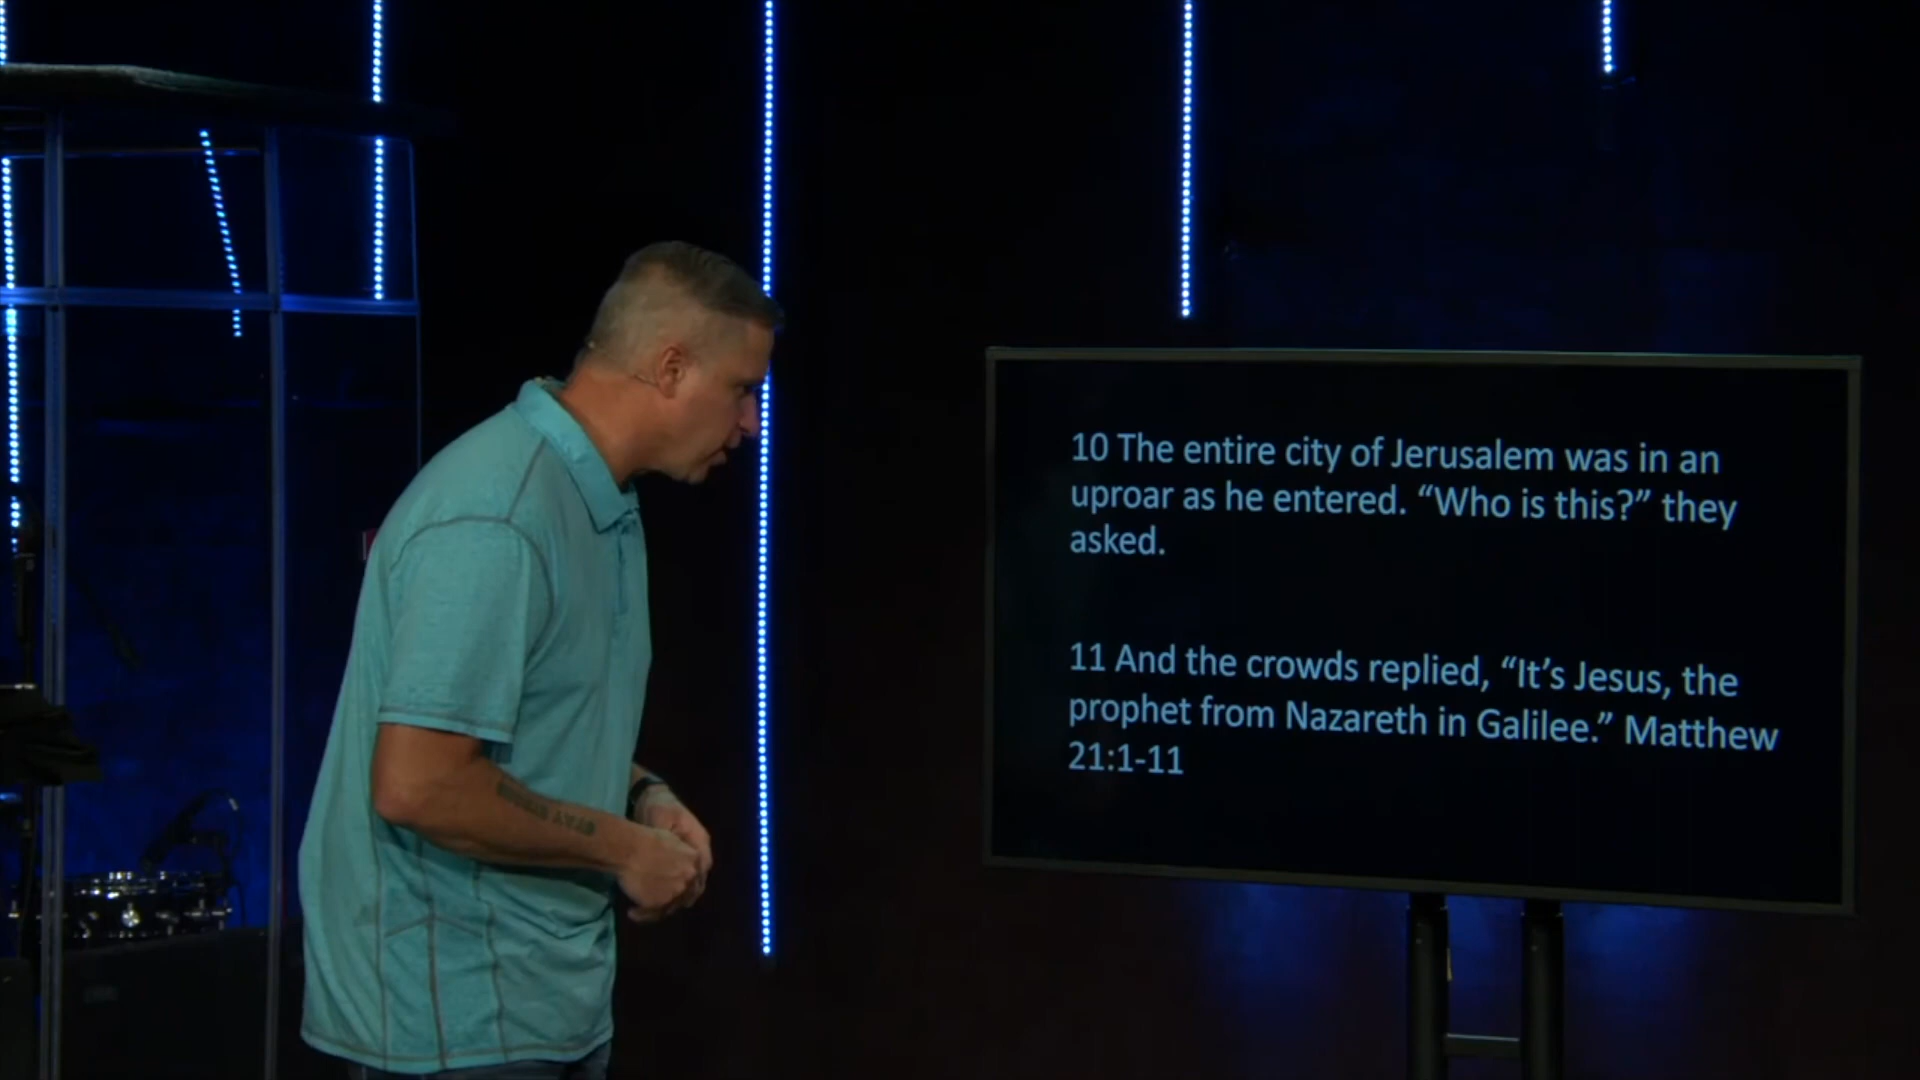 10 The entire city of Jerusalem was in an
uproar as he entered. “Who is this?” they
asked.
11 And the crowds replied, “It’s Jesus, the
prophet from Nazareth in Galilee.” Matthew
21:1-11